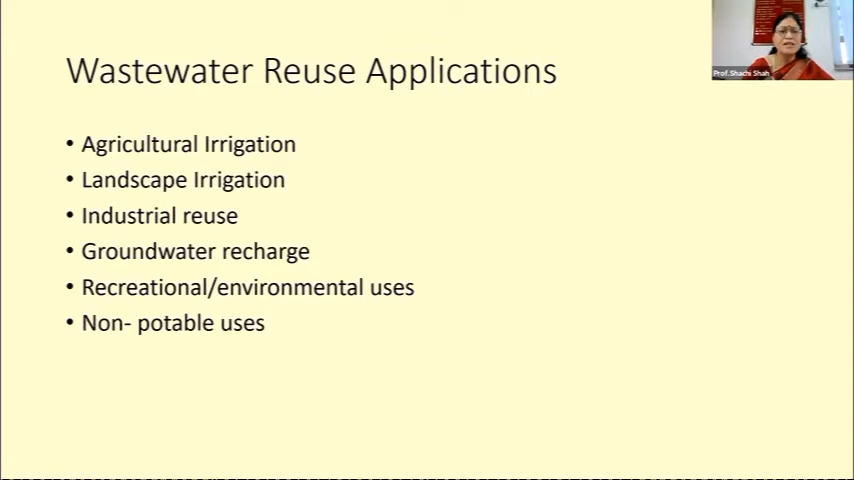 Wastewater Reuse Applications
• Agricultural Irrigation
• Landscape Irrigation
• Industrial reuse
• Groundwater recharge
• Recreational/environmental uses
• Non- potable uses
Prof.Shachi Shah